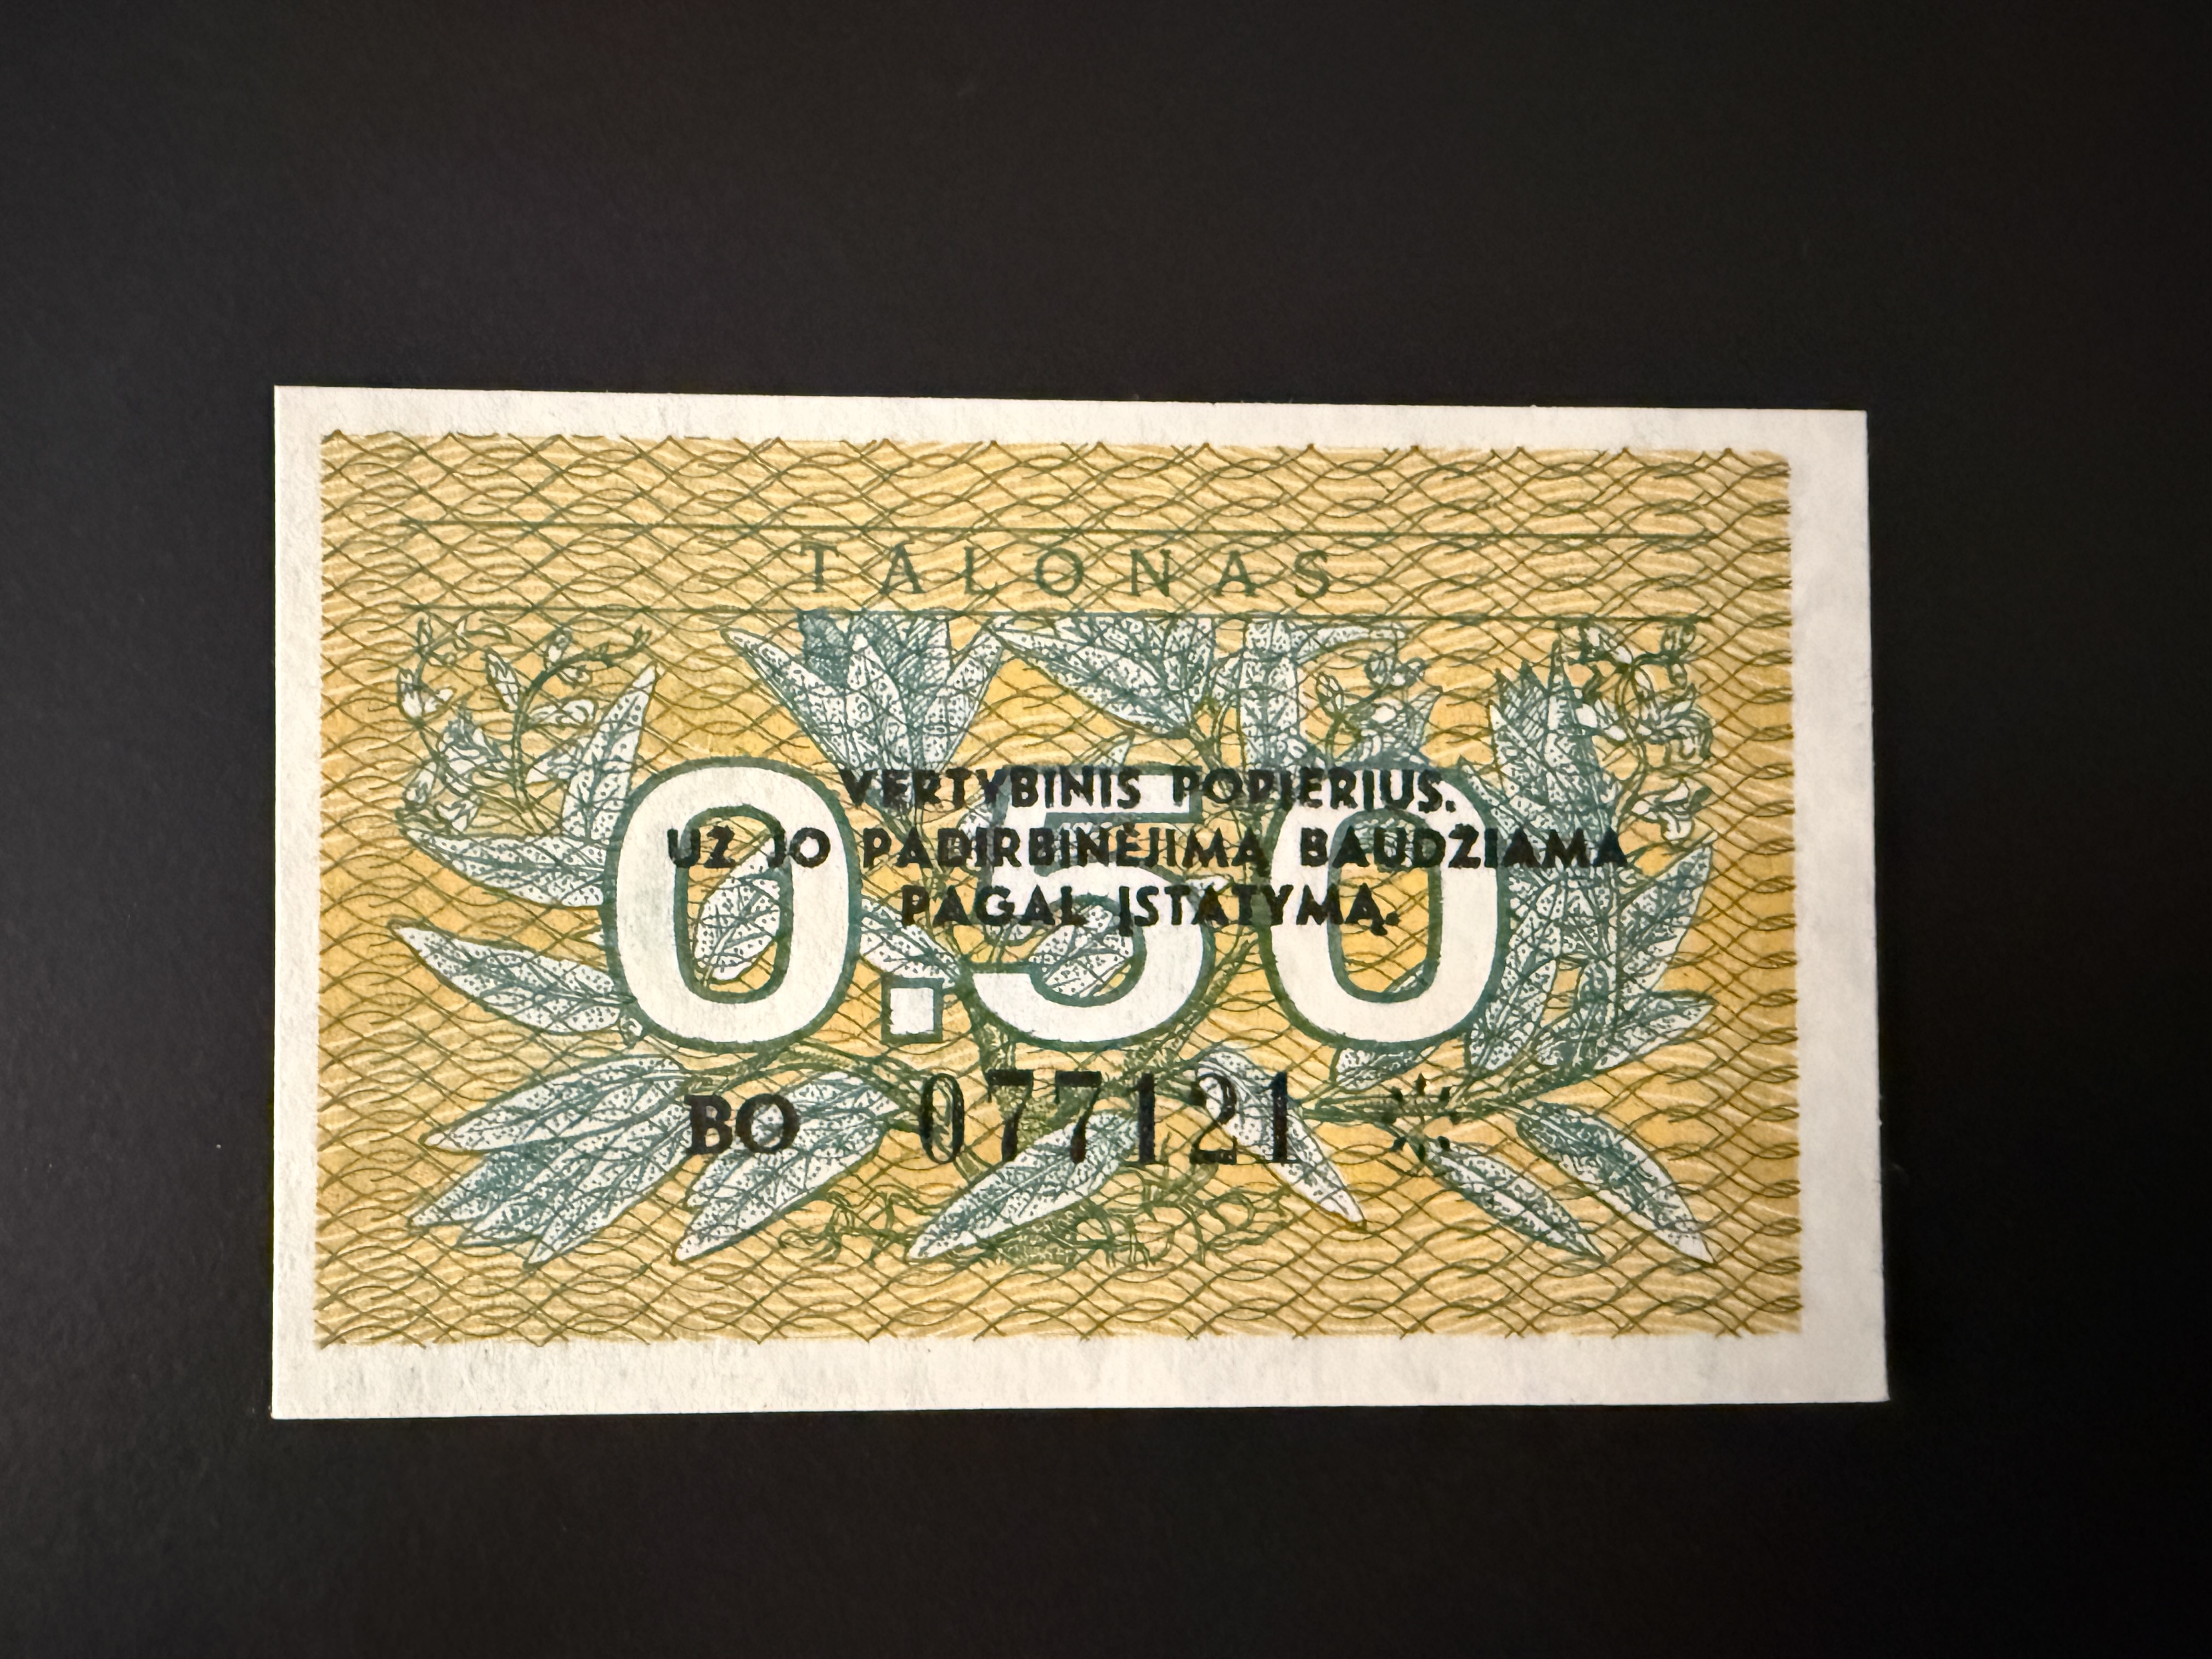 TALONAS
0.50
VERTYBINIS POPIERIUS.
UŽ JO PADIRBINĖJIMĄ BAUDŽIAMA
PAGAL ĮSTATYMĄ.
BO 077121